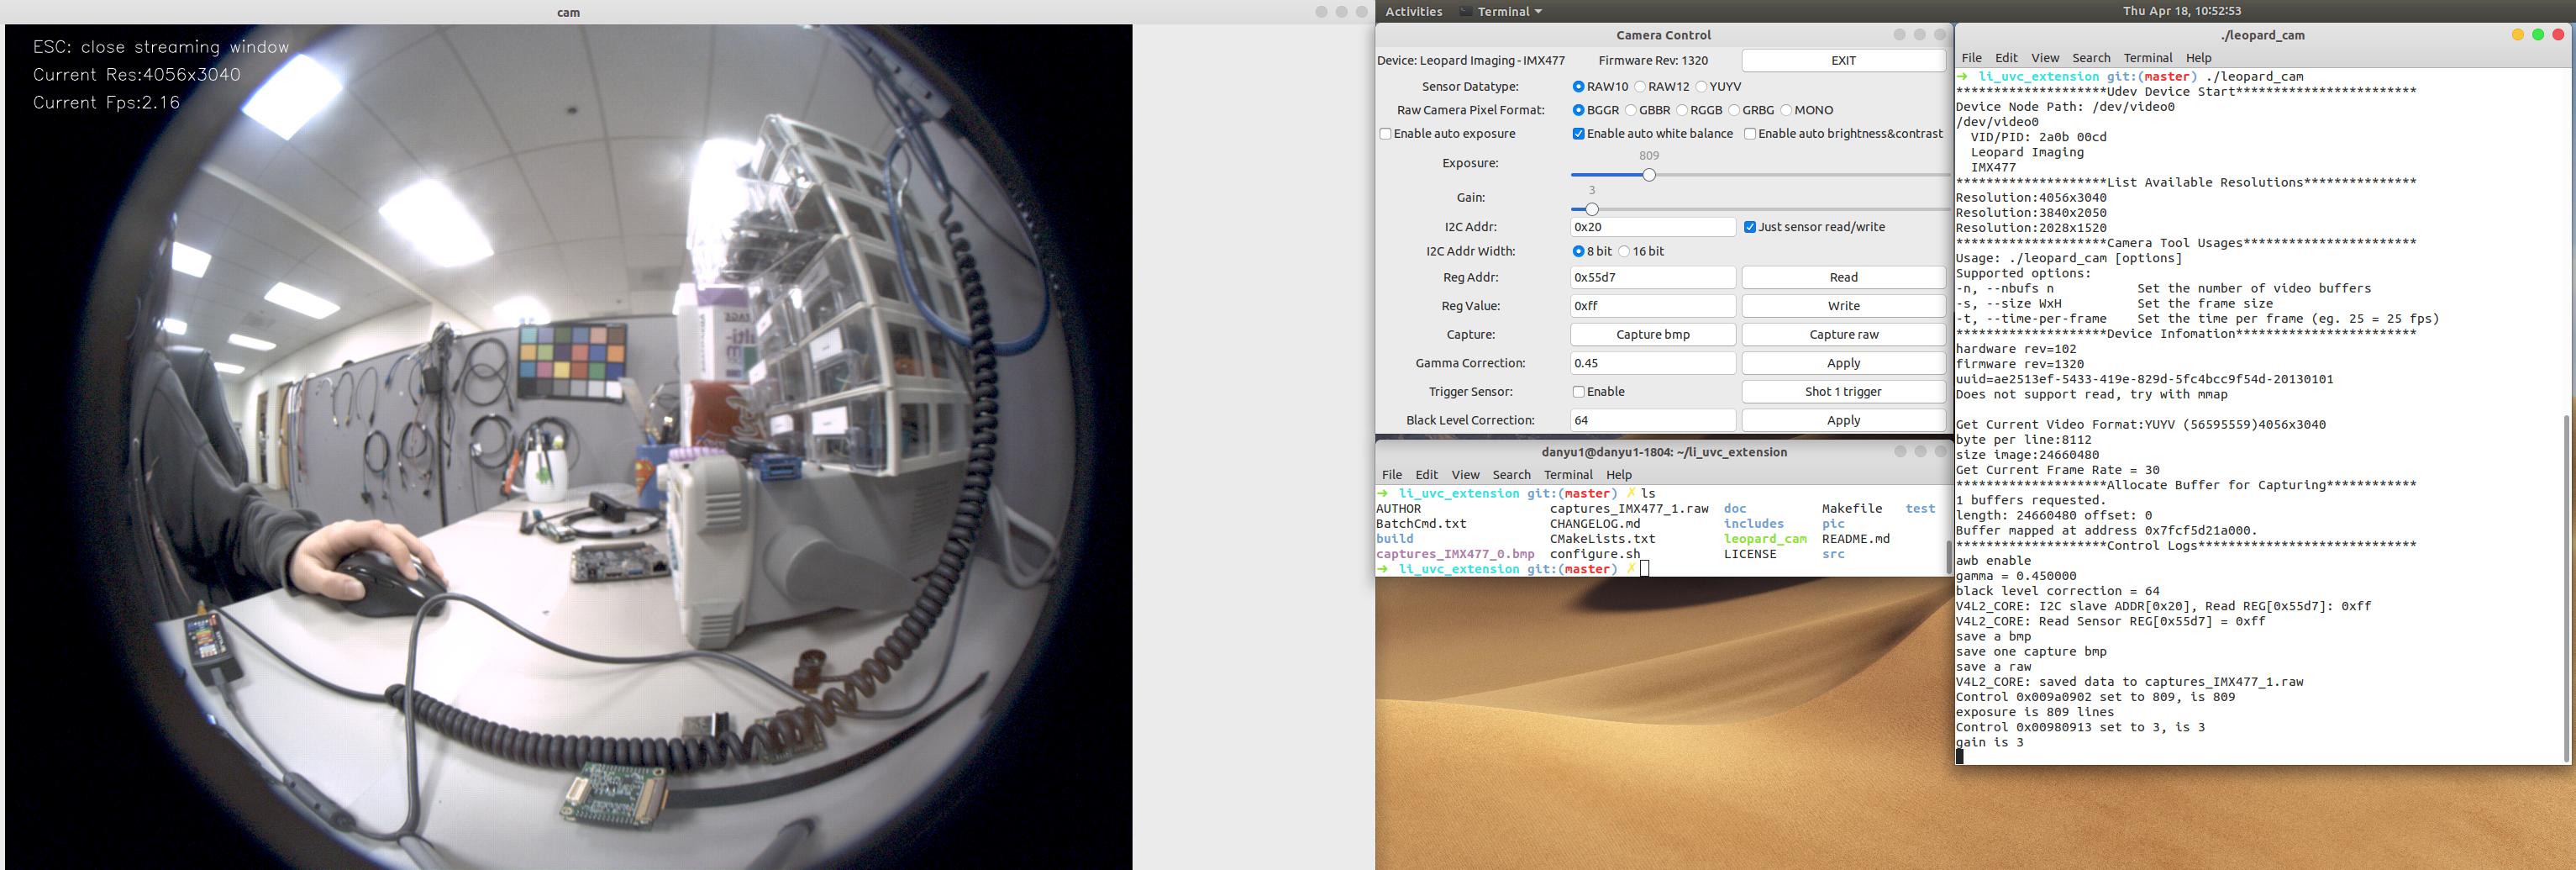 cam
ESC: close streaming window
Current Res:4056x3040
Current Fps:2.16
Activities
Terminal
Thu Apr 18, 10:52:53
Camera Control
Device: Leopard Imaging - IMX477 Firmware Rev: 1320 EXIT
Sensor Datatype: RAW10 RAW12 YUYV
Raw Camera Pixel Format: BGGR GBBR RGGB GRBG MONO
Enable auto exposure Enable auto white balance Enable auto brightness&contrast
809
Exposure:
3
Gain:
I2C Addr: 0x20 Just sensor read/write
I2C Addr Width: 8 bit 16 bit
Reg Addr: 0x55d7 Read
Reg Value: 0xff Write
Capture: Capture bmp Capture raw
Gamma Correction: 0.45 Apply
Trigger Sensor: Enable Shot 1 trigger
Black Level Correction: 64 Apply
danyu1@danyu1-1804: ~/li_uvc_extension
File Edit View Search Terminal Help
➜ li_uvc_extension git:(master) ✗ ls
AUTHOR captures_IMX477_1.raw doc Makefile test
BatchCmd.txt CHANGELOG.md includes pic
build CMakeLists.txt leopard_cam README.md
captures_IMX477_0.bmp configure.sh LICENSE src
➜ li_uvc_extension git:(master) ✗
./leopard_cam
File Edit View Search Terminal Help
➜ li_uvc_extension git:(master) ./leopard_cam
********************Udev Device Start************************
Device Node Path: /dev/video0
/dev/video0
VID/PID: 2a0b 00cd
Leopard Imaging
IMX477
********************List Available Resolutions***************
Resolution:4056x3040
Resolution:3840x2050
Resolution:2028x1520
********************Camera Tool Usages***********************
Usage: ./leopard_cam [options]
Supported options:
-n, --nbufs n Set the number of video buffers
-s, --size WxH Set the frame size
-t, --time-per-frame Set the time per frame (eg. 25 = 25 fps)
********************Device Infomation************************
hardware rev=102
firmware rev=1320
uuid=ae2513ef-5433-419e-829d-5fc4bcc9f54d-20130101
Does not support read, try with mmap
Get Current Video Format:YUYV (56595559)4056x3040
byte per line:8112
size image:24660480
Get Current Frame Rate = 30
********************Allocate Buffer for Capturing************
1 buffers requested.
length: 24660480 offset: 0
Buffer mapped at address 0x7fcf5d21a000.
********************Control Logs*****************************
awb enable
gamma = 0.450000
black level correction = 64
V4L2_CORE: I2C slave ADDR[0x20], Read REG[0x55d7]: 0xff
V4L2_CORE: Read Sensor REG[0x55d7] = 0xff
save a bmp
save one capture bmp
save a raw
V4L2_CORE: saved data to captures_IMX477_1.raw
Control 0x009a0902 set to 809, is 809
exposure is 809 lines
Control 0x00980913 set to 3, is 3
gain is 3